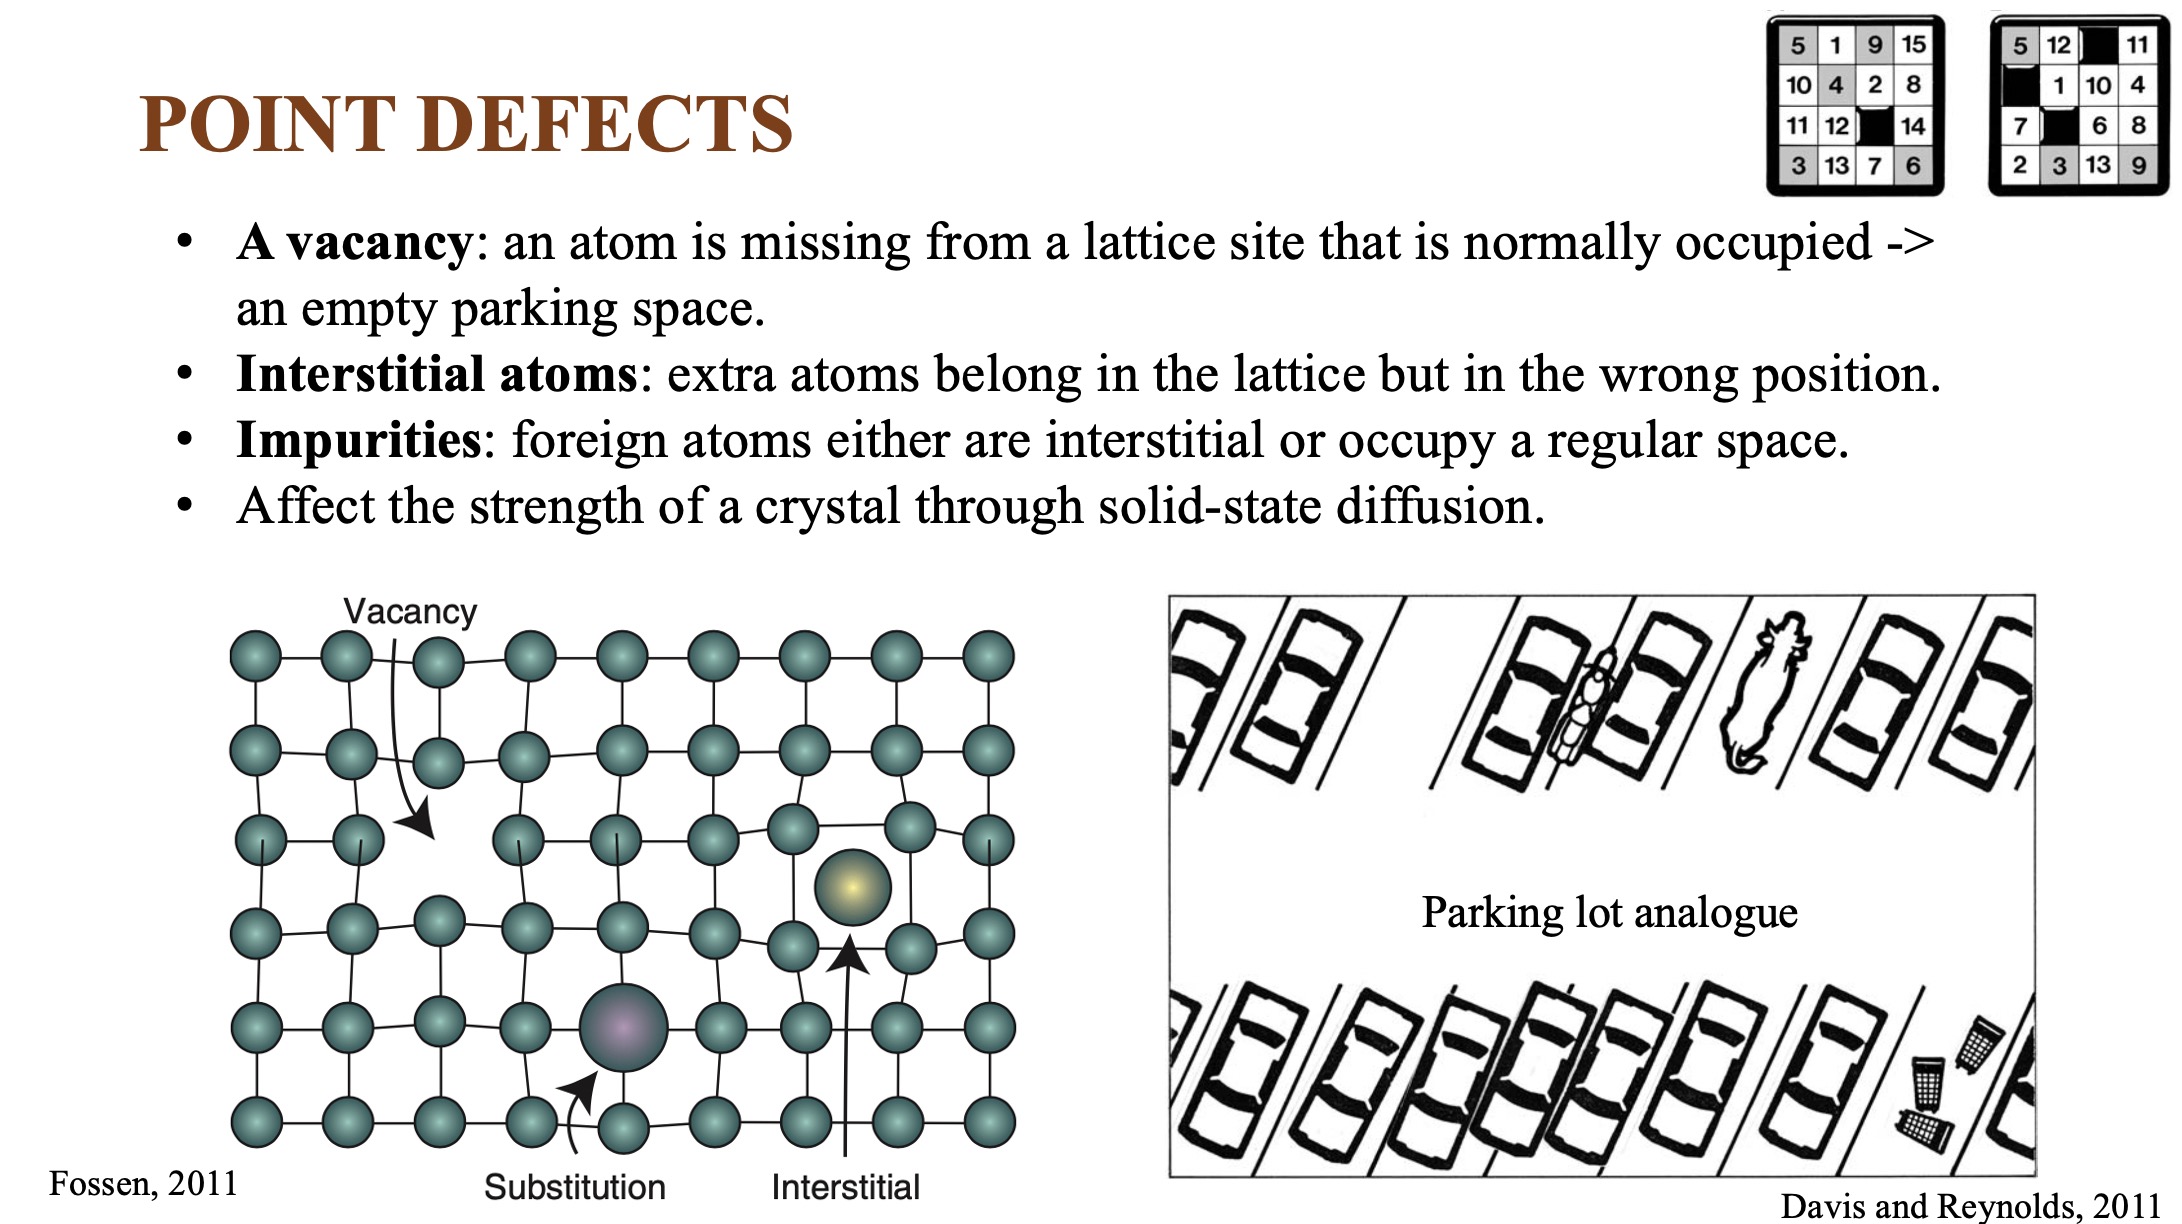 POINT DEFECTS
5 1 9 15
10 4 2 8
11 12 14
3 13 7 6
5 12 11
1 10 4
7 6 8
2 3 13 9
• A vacancy: an atom is missing from a lattice site that is normally occupied ->
an empty parking space.
• Interstitial atoms: extra atoms belong in the lattice but in the wrong position.
• Impurities: foreign atoms either are interstitial or occupy a regular space.
• Affect the strength of a crystal through solid-state diffusion.
Vacancy
Substitution
Interstitial
Fossen, 2011
Parking lot analogue
Davis and Reynolds, 2011